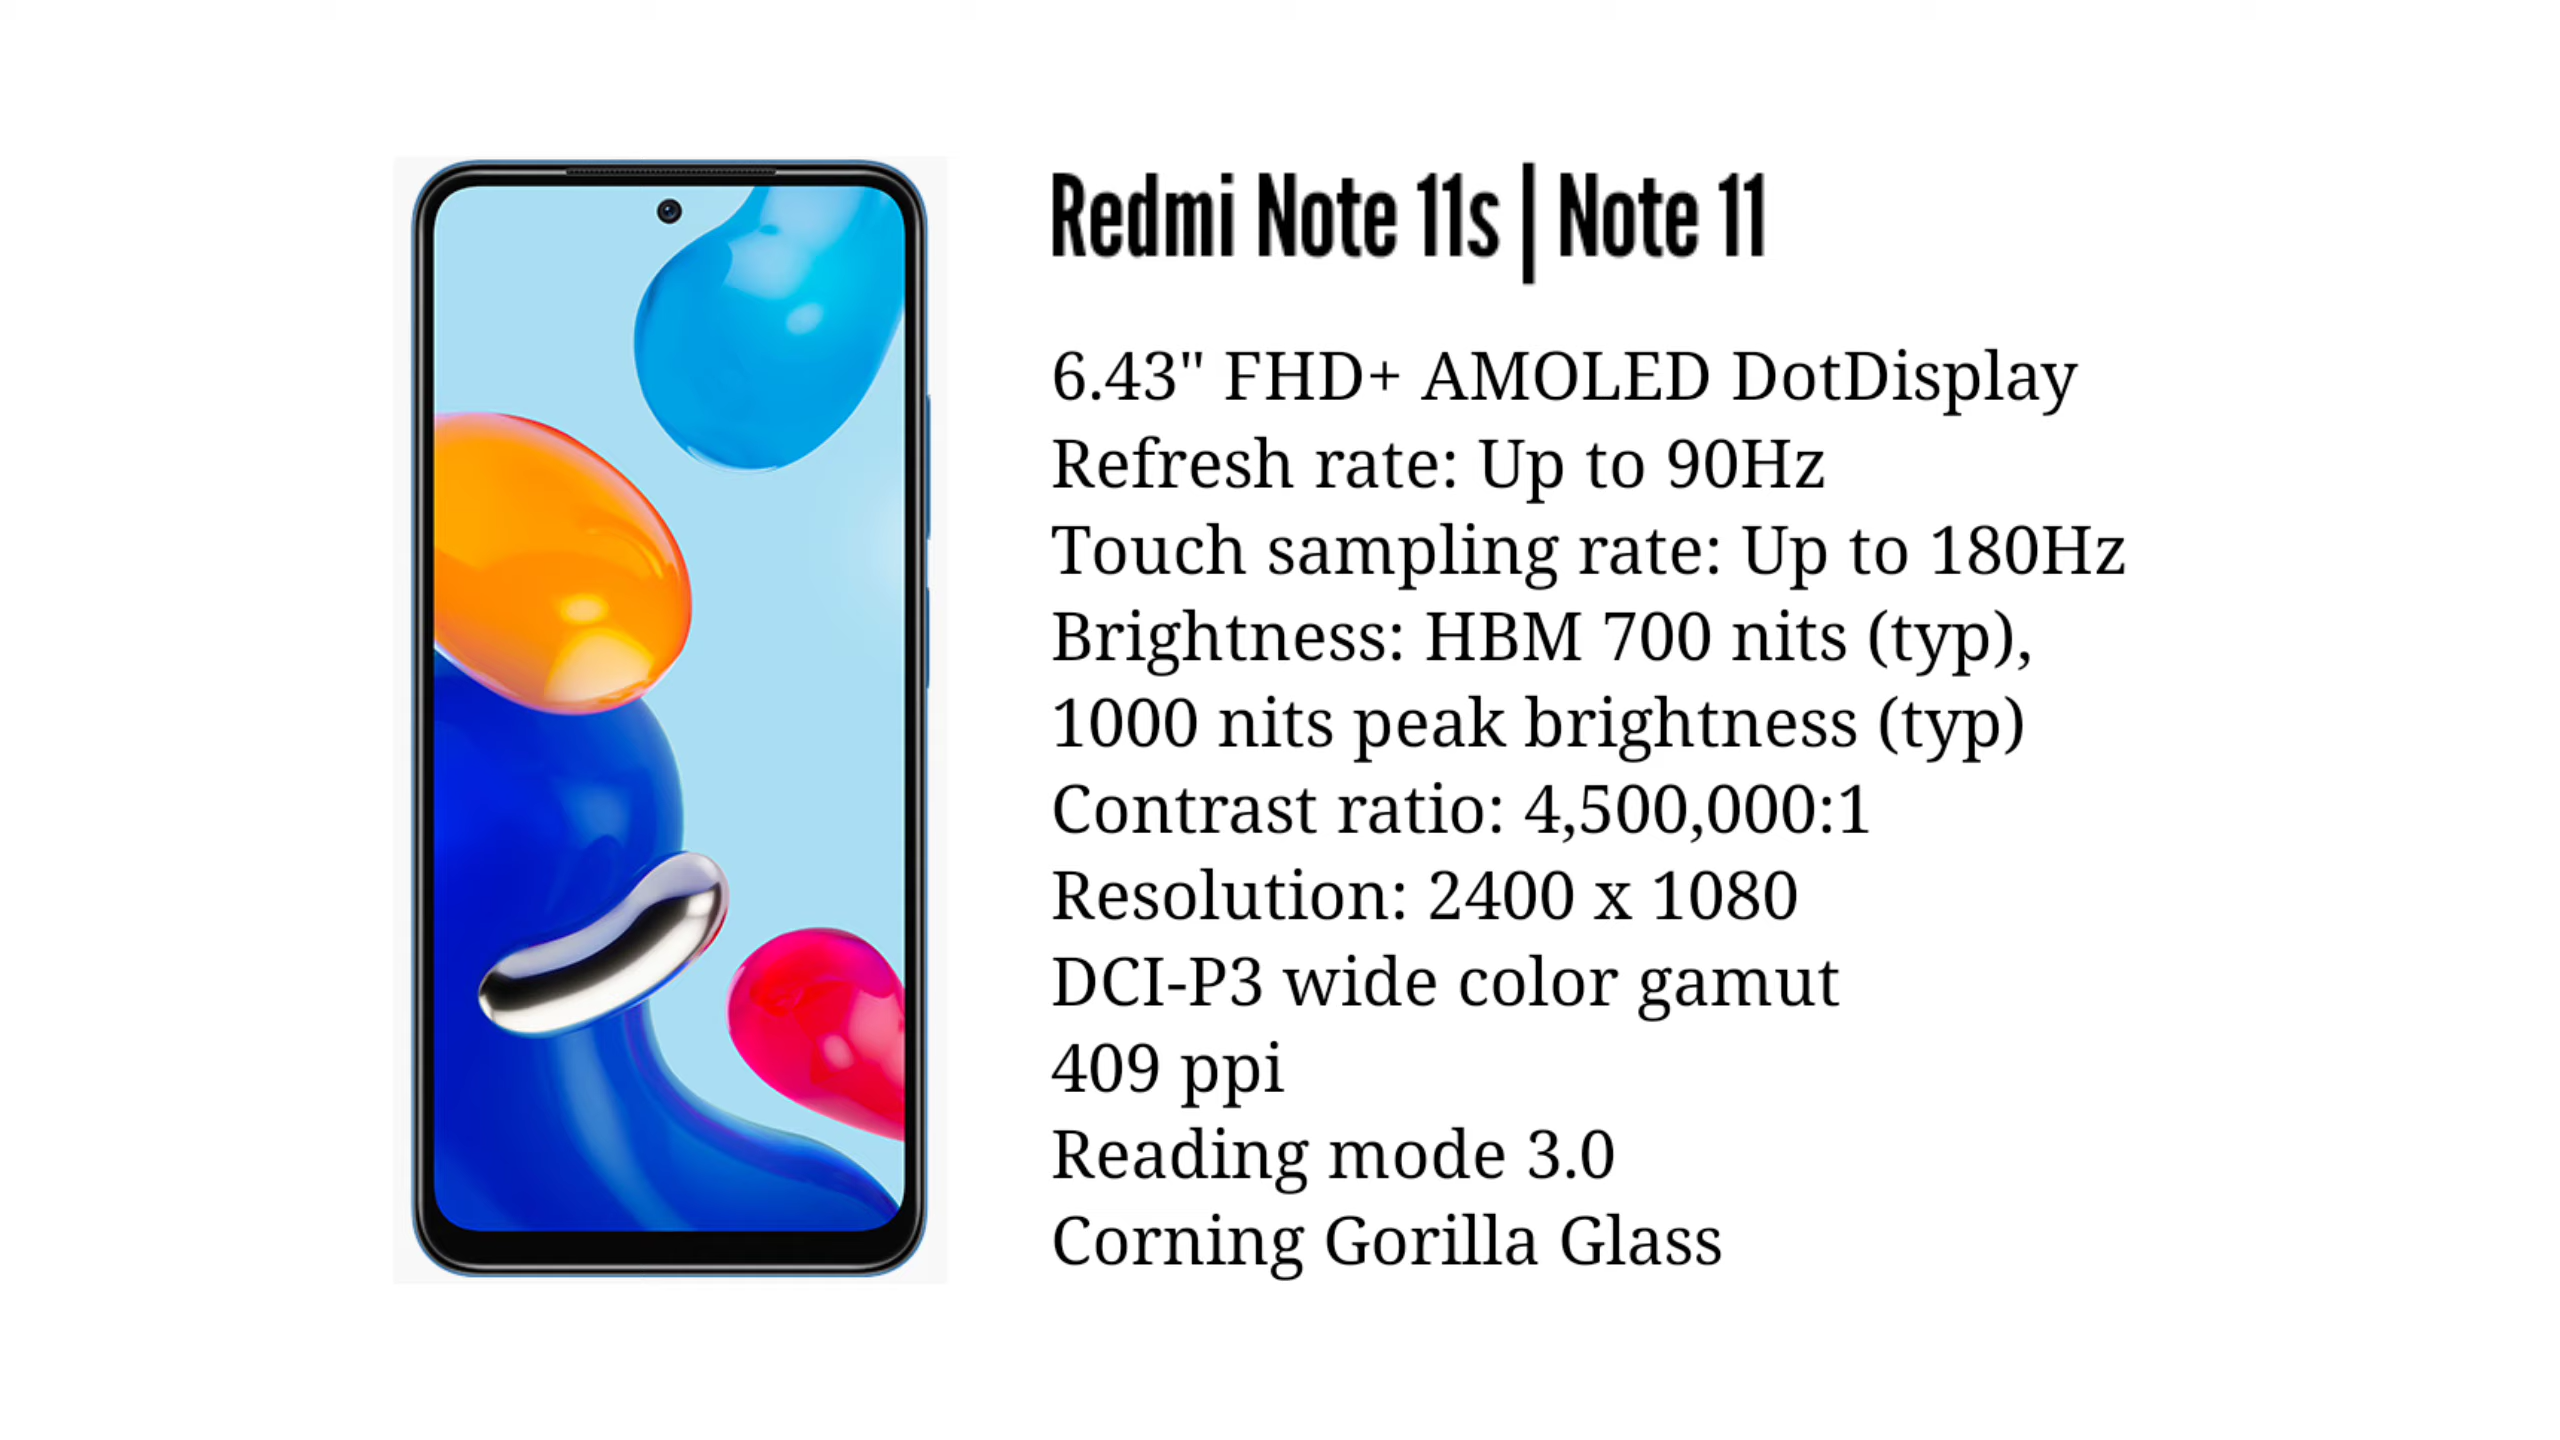 Redmi Note 11s | Note 11
6.43" FHD+ AMOLED DotDisplay
Refresh rate: Up to 90Hz
Touch sampling rate: Up to 180Hz
Brightness: HBM 700 nits (typ),
1000 nits peak brightness (typ)
Contrast ratio: 4,500,000:1
Resolution: 2400 x 1080
DCI-P3 wide color gamut
409 ppi
Reading mode 3.0
Corning Gorilla Glass